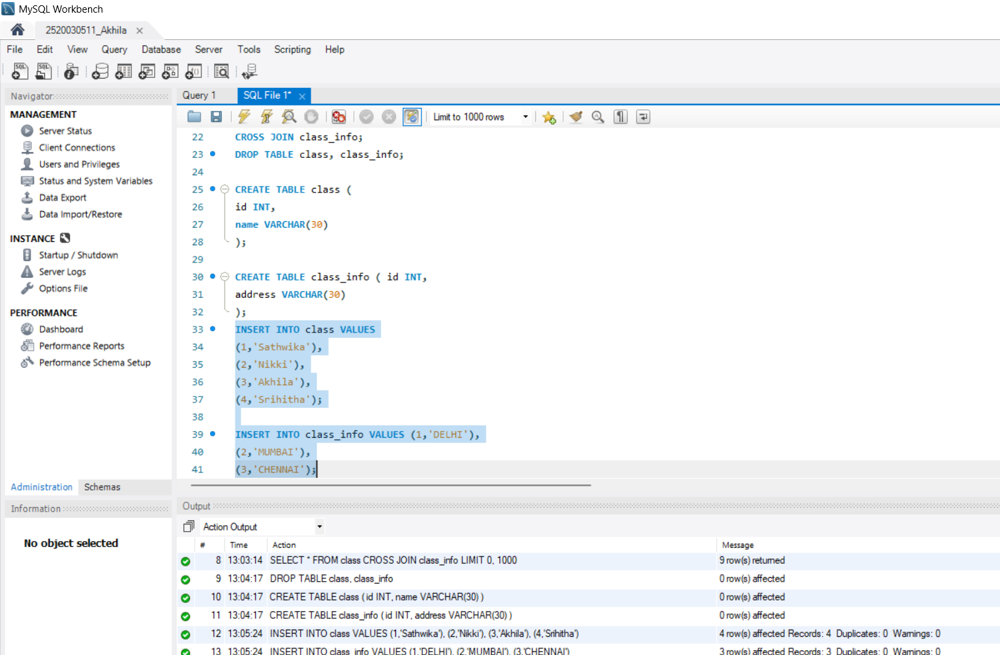 MySQL Workbench
2520030511_Akhila
File Edit View Query Database Server Tools Scripting Help
Navigator
MANAGEMENT
Server Status
Client Connections
Users and Privileges
Status and System Variables
Data Export
Data Import/Restore
INSTANCE
Startup / Shutdown
Server Logs
Options File
PERFORMANCE
Dashboard
Performance Reports
Performance Schema Setup
Administration Schemas
Information
No object selected
Query 1 SQL File 1*
Limit to 1000 rows
22 CROSS JOIN class_info;
23 DROP TABLE class, class_info;
24
25 CREATE TABLE class (
26 id INT,
27 name VARCHAR(30)
28 );
29
30 CREATE TABLE class_info ( id INT,
31 address VARCHAR(30)
32 );
33 INSERT INTO class VALUES
34 (1,'Sathwika'),
35 (2,'Nikki'),
36 (3,'Akhila'),
37 (4,'Srihitha');
38
39 INSERT INTO class_info VALUES (1,'DELHI'),
40 (2,'MUMBAI'),
41 (3,'CHENNAI');
Output
Action Output
# Time Action Message
8 13:03:14 SELECT * FROM class CROSS JOIN class_info LIMIT 0, 1000 9 row(s) returned
9 13:04:17 DROP TABLE class, class_info 0 row(s) affected
10 13:04:17 CREATE TABLE class ( id INT, name VARCHAR(30) ) 0 row(s) affected
11 13:04:17 CREATE TABLE class_info ( id INT, address VARCHAR(30) ) 0 row(s) affected
12 13:05:24 INSERT INTO class VALUES (1,'Sathwika'), (2,'Nikki'), (3,'Akhila'), (4,'Srihitha') 4 row(s) affected Records: 4 Duplicates: 0 Warnings: 0
13 13:05:24 INSERT INTO class_info VALUES (1,'DELHI'), (2,'MUMBAI'), (3,'CHENNAI') 3 row(s) affected Records: 3 Duplicates: 0 Warnings: 0